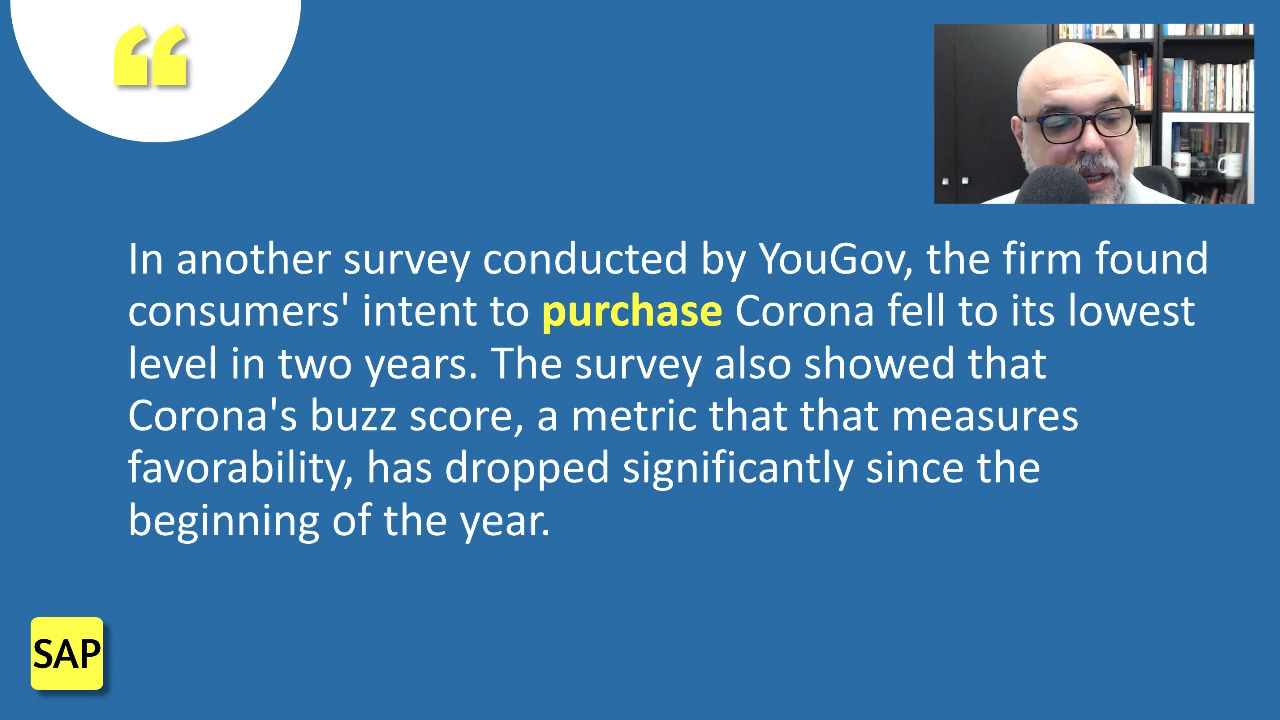 “
In another survey conducted by YouGov, the firm found
consumers' intent to purchase Corona fell to its lowest
level in two years. The survey also showed that
Corona's buzz score, a metric that that measures
favorability, has dropped significantly since the
beginning of the year.
SAP